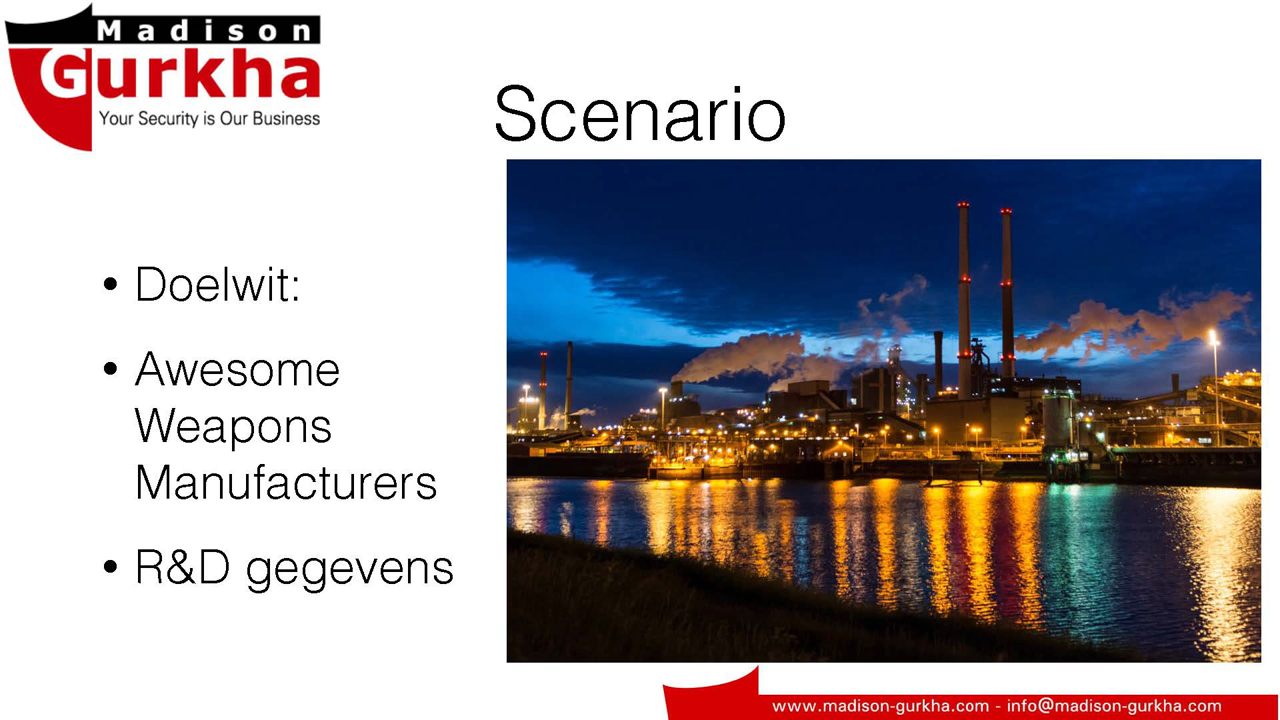 Madison
Gurkha
Your Security is Our Business
Scenario
• Doelwit:
• Awesome
Weapons
Manufacturers
• R&D gegevens
www.madison-gurkha.com - info@madison-gurkha.com